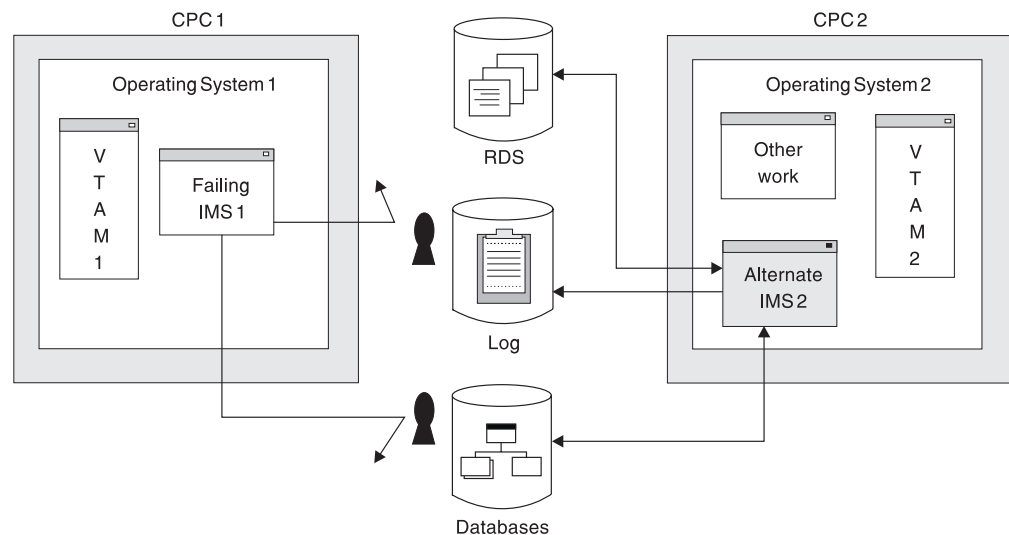 CPC 1
Operating System 1
V
T
A
M
1
Failing
IMS 1
RDS
Log
Databases
CPC 2
Operating System 2
Other
work
Alternate
IMS 2
V
T
A
M
2